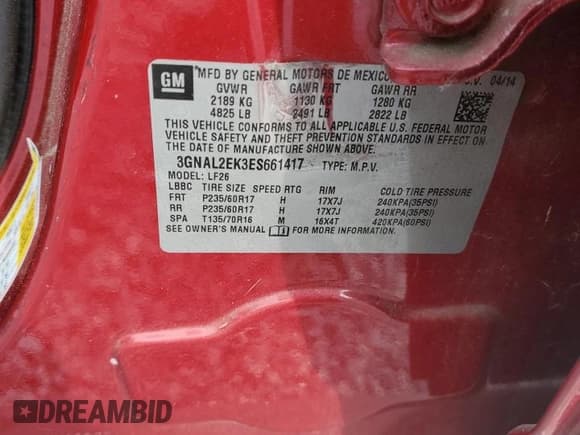 GM
MFD BY GENERAL MOTORS DE MEXICO
04/14
GVWR GAWR FRT GAWR RR
2189 KG 1130 KG 1280 KG
4825 LB 2491 LB 2822 LB
THIS VEHICLE CONFORMS TO ALL APPLICABLE U.S. FEDERAL MOTOR
VEHICLE SAFETY AND THEFT PREVENTION STANDARDS IN EFFECT ON
THE DATE OF MANUFACTURE SHOWN ABOVE.
3GNAL2EK3ES661417 TYPE: M.P.V.
MODEL: LF26
LBBC TIRE SIZE SPEED RTG RIM COLD TIRE PRESSURE
FRT P235/60R17 H 17X7J 240KPA(35PSI)
RR P235/60R17 H 17X7J 240KPA(35PSI)
SPA T135/70R16 M 16X4T 420KPA(60PSI)
SEE OWNER'S MANUAL FOR MORE INFORMATION.
DREAMBID